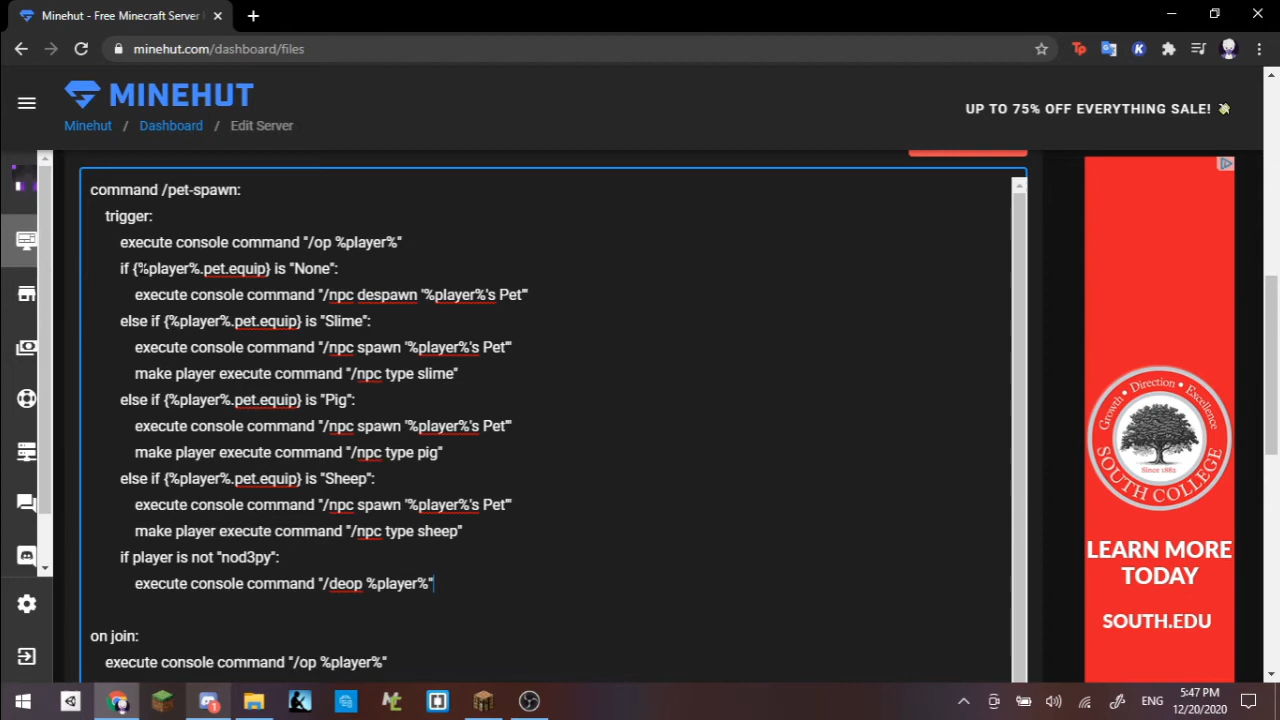 Minehut - Free Minecraft Server
minehut.com/dashboard/files
MINEHUT
UP TO 75% OFF EVERYTHING SALE!
Minehut / Dashboard / Edit Server
command /pet-spawn:
trigger:
execute console command "/op %player%"
if {%player%.pet.equip} is "None":
execute console command "/npc despawn '%player%'s Pet'"
else if {%player%.pet.equip} is "Slime":
execute console command "/npc spawn '%player%'s Pet'"
make player execute command "/npc type slime"
else if {%player%.pet.equip} is "Pig":
execute console command "/npc spawn '%player%'s Pet'"
make player execute command "/npc type pig"
else if {%player%.pet.equip} is "Sheep":
execute console command "/npc spawn '%player%'s Pet'"
make player execute command "/npc type sheep"
if player is not "nod3py":
execute console command "/deop %player%"
on join:
execute console command "/op %player%"
Growth • Direction • Excellence
Since 1882
SOUTH COLLEGE
LEARN MORE
TODAY
SOUTH.EDU
ENG
5:47 PM
12/20/2020